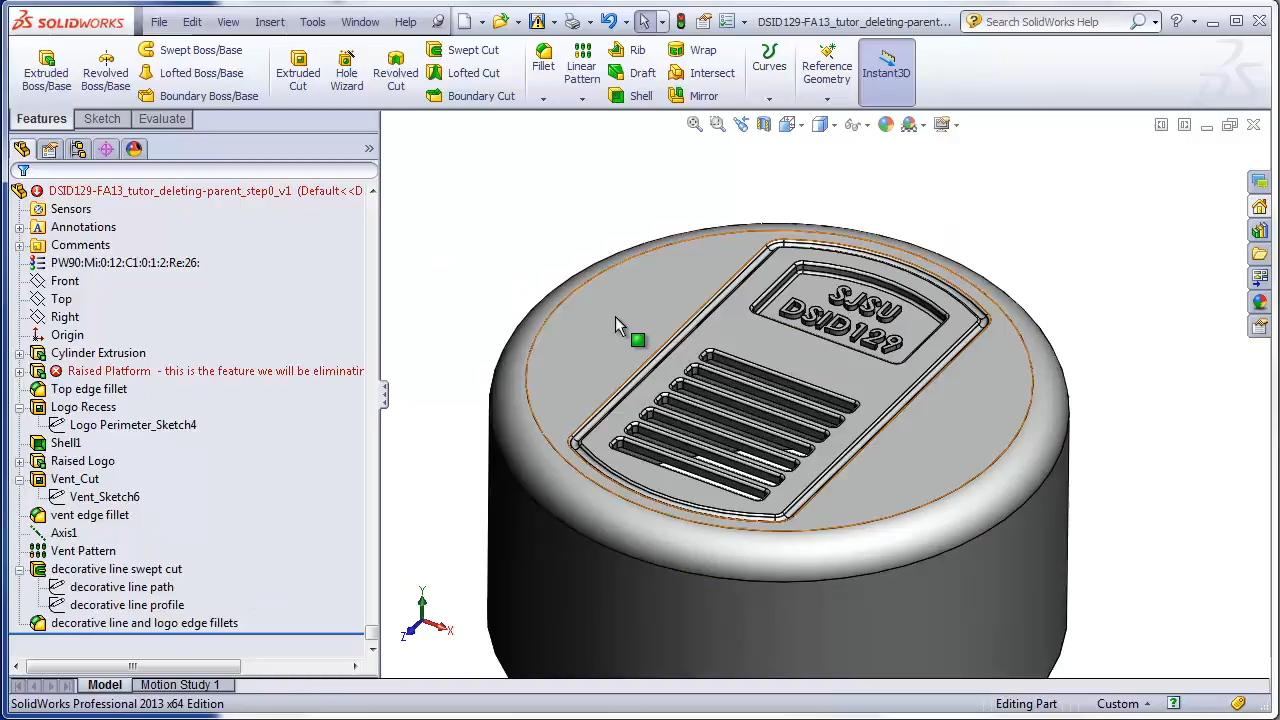 SOLIDWORKS
File Edit View Insert Tools Window Help
DSID129-FA13_tutor_deleting-parent...
Search SolidWorks Help
Extruded Boss/Base
Revolved Boss/Base
Swept Boss/Base
Lofted Boss/Base
Boundary Boss/Base
Extruded Cut
Hole Wizard
Revolved Cut
Swept Cut
Lofted Cut
Boundary Cut
Fillet
Linear Pattern
Rib
Draft
Shell
Wrap
Intersect
Mirror
Curves
Reference Geometry
Instant3D
Features Sketch Evaluate
DSID129-FA13_tutor_deleting-parent_step0_v1 (Default<<D
Sensors
Annotations
Comments
PW90:Mi:0:12:C1:0:1:2:Re:26:
Front
Top
Right
Origin
Cylinder Extrusion
Raised Platform - this is the feature we will be eliminatin
Top edge fillet
Logo Recess
Logo Perimeter_Sketch4
Shell1
Raised Logo
Vent_Cut
Vent_Sketch6
vent edge fillet
Axis1
Vent Pattern
decorative line swept cut
decorative line path
decorative line profile
decorative line and logo edge fillets
SJSU
DSID129
Y
X
Z
Model Motion Study 1
SolidWorks Professional 2013 x64 Edition
Editing Part
Custom